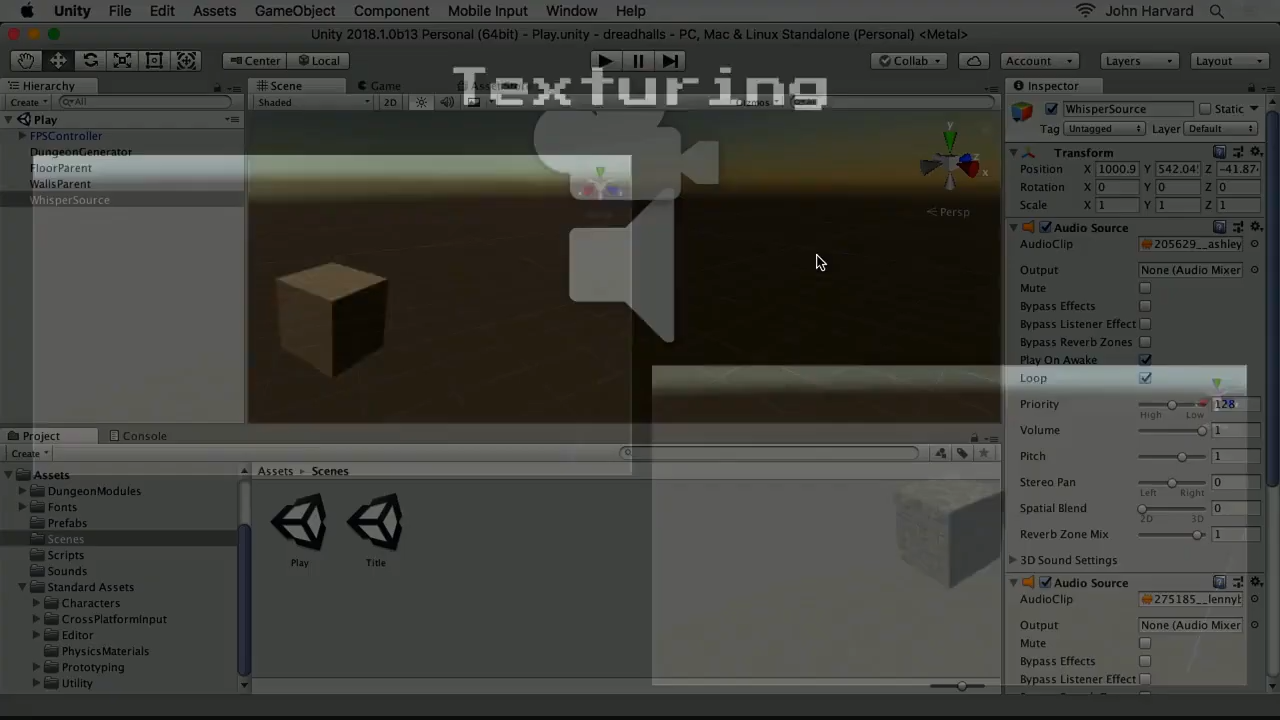 Unity File Edit Assets GameObject Component Mobile Input Window Help John Harvard
Unity 2018.1.0b13 Personal (64bit) - Play.unity - dreadhalls - PC, Mac & Linux Standalone (Personal) <Metal>
Center Local Collab Account Layers Layout
Texturing
Hierarchy Scene Game Inspector
Create All Shaded 2D Gizmos
WhisperSource Static
Tag Untagged Layer Default
Play
FPSController
DungeonGenerator
FloorParent
WallsParent
WhisperSource
y
x
Persp
Transform
Position X 1000.9 Y 542.04 Z -41.87
Rotation X 0 Y 0 Z 0
Scale X 1 Y 1 Z 1
Audio Source
AudioClip 205629__ashley
Output None (Audio Mixer
Mute
Bypass Effects
Bypass Listener Effect
Bypass Reverb Zones
Play On Awake
Loop
Priority 128
High Low
Volume 1
Pitch 1
Stereo Pan 0
Left Right
Spatial Blend 0
2D 3D
Reverb Zone Mix 1
3D Sound Settings
Audio Source
AudioClip 275185__lennyb
Output None (Audio Mixer
Mute
Bypass Effects
Bypass Listener Effect
Project Console
Create
Assets
DungeonModules
Fonts
Prefabs
Scenes
Scripts
Sounds
Standard Assets
Characters
CrossPlatformInput
Editor
PhysicsMaterials
Prototyping
Utility
Assets Scenes
Play Title